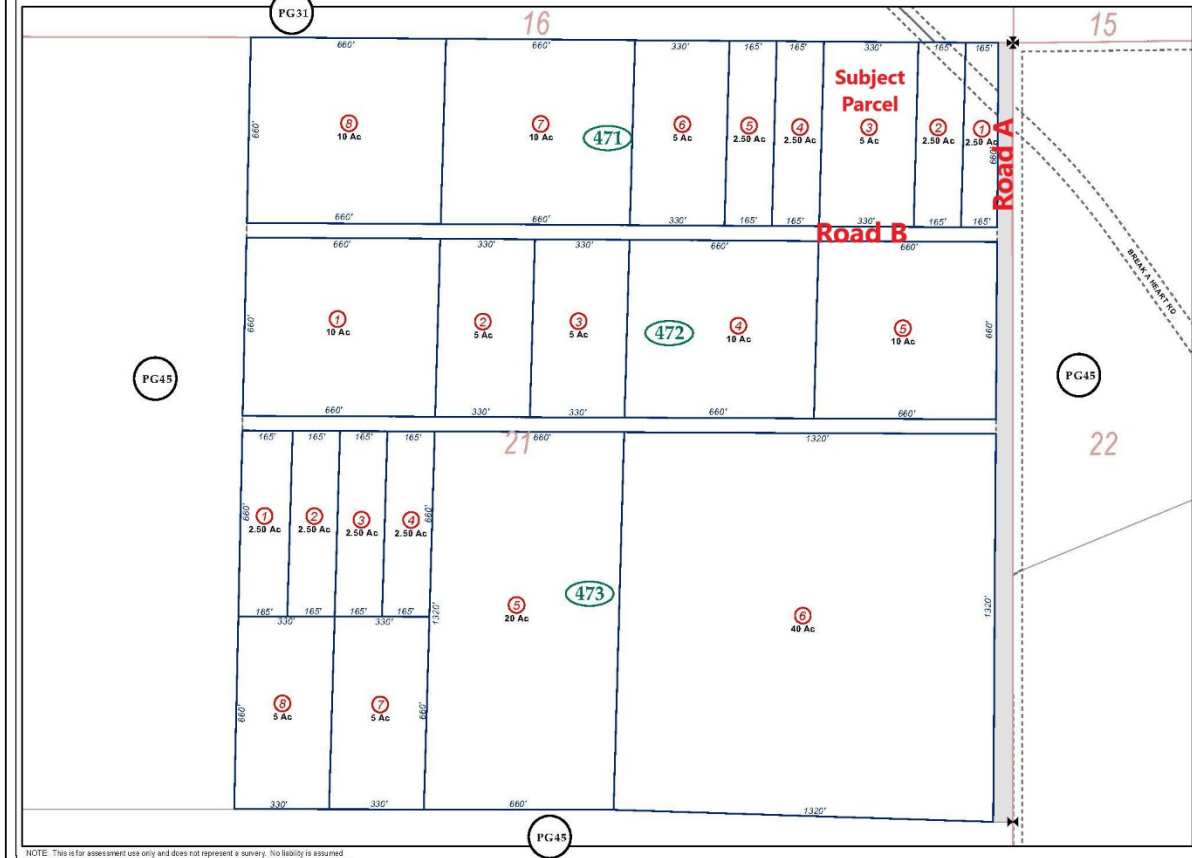 PG31
16
15
660'
660'
330'
165'
165'
330'
165'
165'
Subject
Parcel
8
10 Ac
7
10 Ac
471
6
5 Ac
5
2.50 Ac
4
2.50 Ac
3
5 Ac
2
2.50 Ac
1
2.50 Ac
660'
660'
Road A
660'
660'
330'
165'
165'
330'
165'
165'
Road B
BREAK A HEART RD
660'
330'
330'
660'
660'
660'
1
10 Ac
2
5 Ac
3
5 Ac
472
4
10 Ac
5
10 Ac
660'
PG45
PG45
660'
330'
330'
660'
660'
165'
165'
165'
165'
21
660'
1320'
22
660'
1
2.50 Ac
2
2.50 Ac
3
2.50 Ac
4
2.50 Ac
660'
473
5
20 Ac
6
40 Ac
165'
165'
165'
165'
330'
330'
1320'
1320'
8
5 Ac
7
5 Ac
660'
660'
330'
330'
660'
1320'
PG45
NOTE: This is for assessment use only and does not represent a survery. No liability is assumed